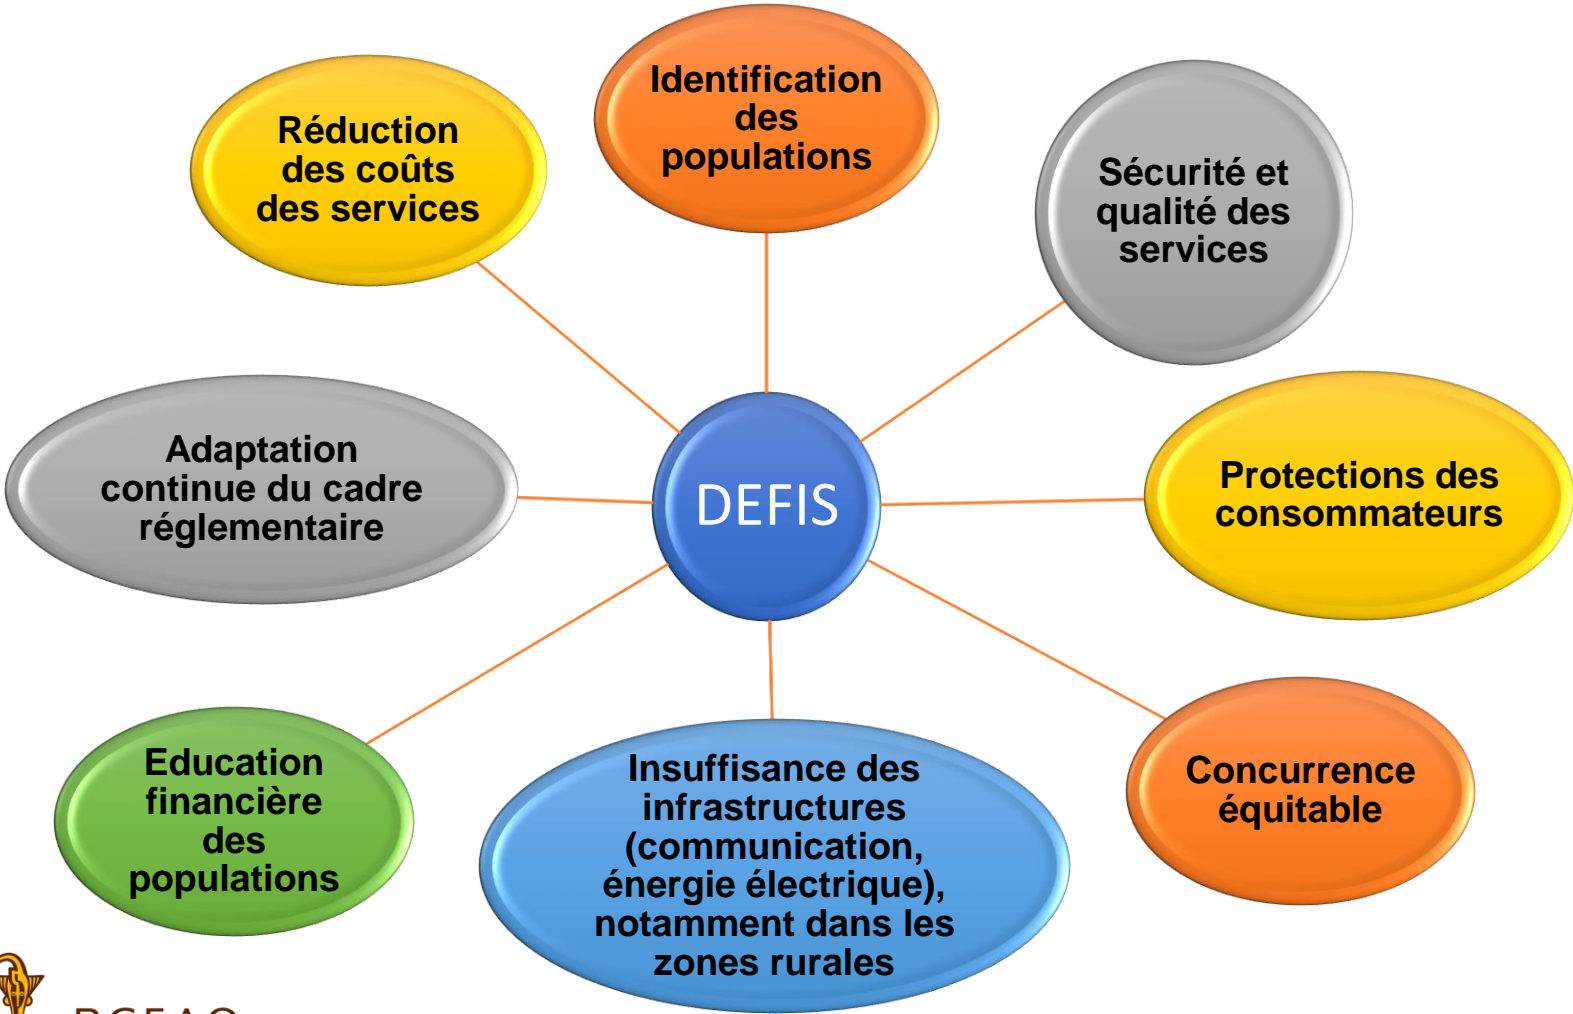 Identification
des
populations
Réduction
des coûts
des services
Sécurité et
qualité des
services
Adaptation
continue du cadre
réglementaire
DEFIS
Protections des
consommateurs
Education
financière
des
populations
Insuffisance des
infrastructures
(communication,
énergie électrique),
notamment dans les
zones rurales
Concurrence
équitable
BCEAO